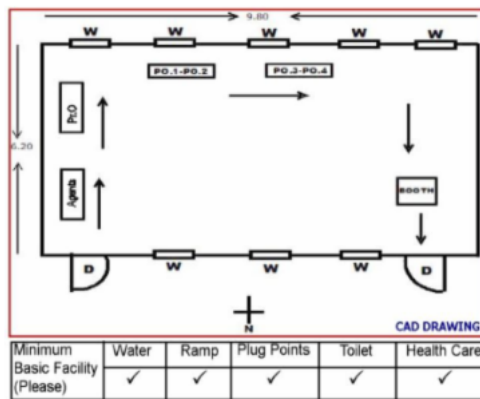 9.80
W W W W W
PO.1-PO.2 PO.3-PO.4
Pr.O
6.20
Agents
BOOTH
D W W W D
N
CAD DRAWING
Minimum Basic Facility (Please) Water Ramp Plug Points Toilet Health Care
✓ ✓ ✓ ✓ ✓